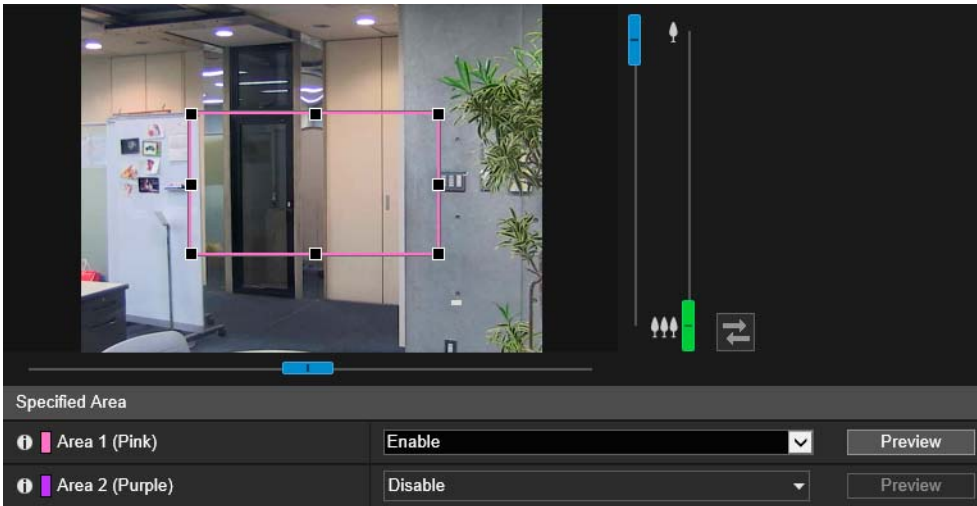 Specified Area
Area 1 (Pink)
Enable
Preview
Area 2 (Purple)
Disable
Preview